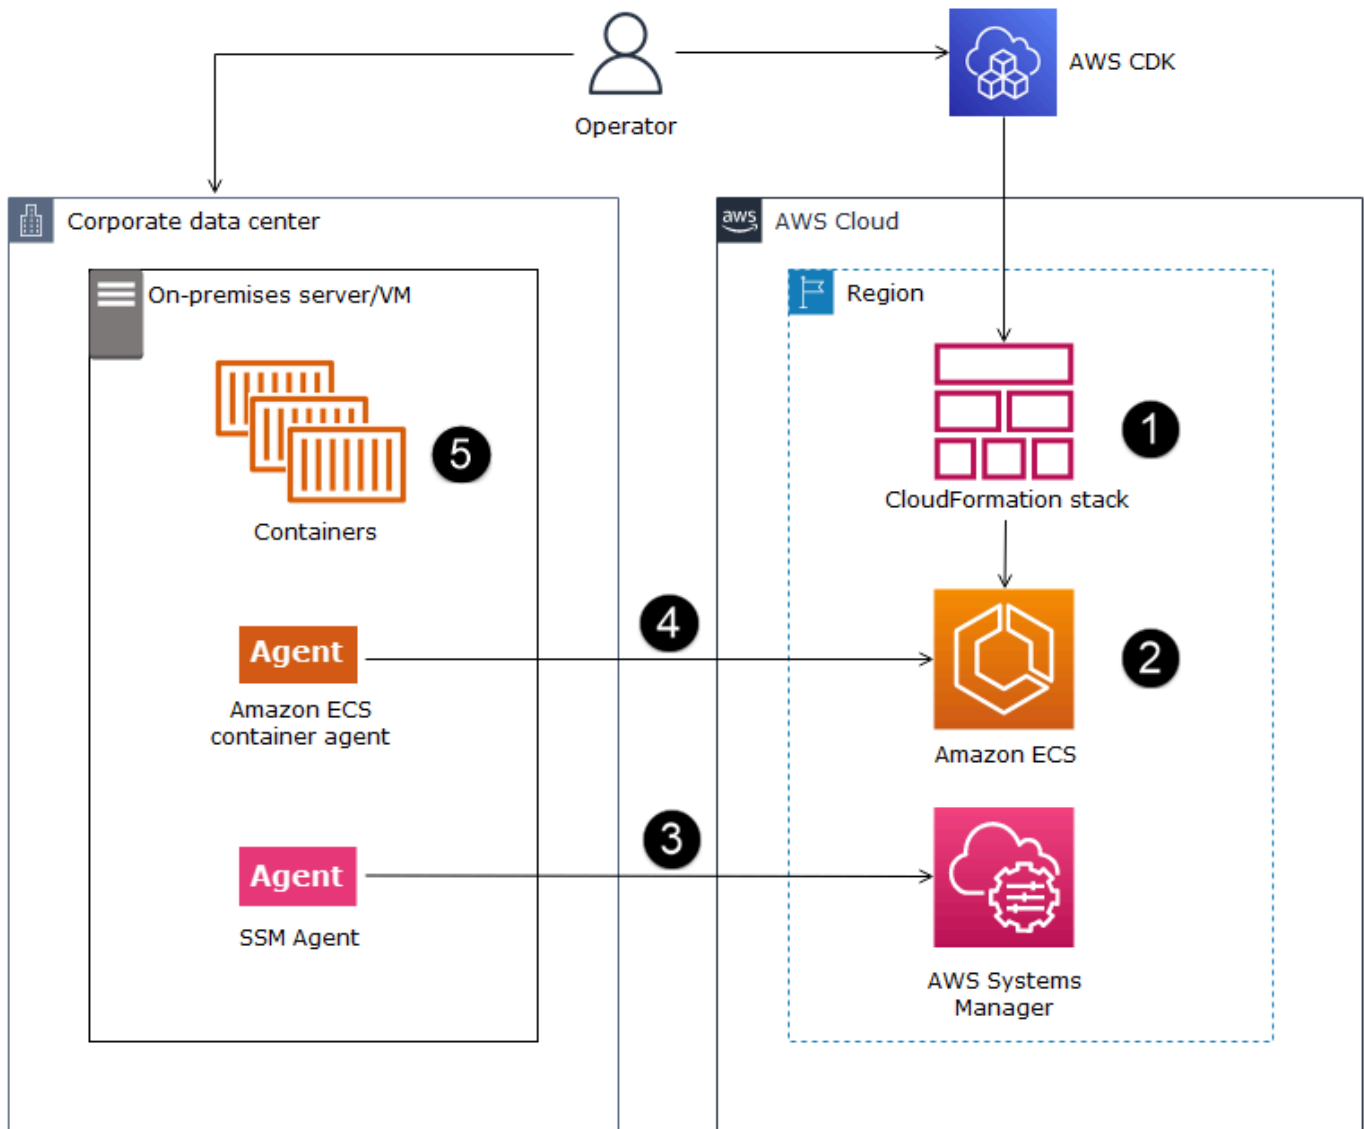 AWS CDK
Operator
Corporate data center
aws
AWS Cloud
On-premises server/VM
Region
1
5
CloudFormation stack
Containers
4
Agent
2
Amazon ECS
container agent
Amazon ECS
3
Agent
SSM Agent
AWS Systems
Manager